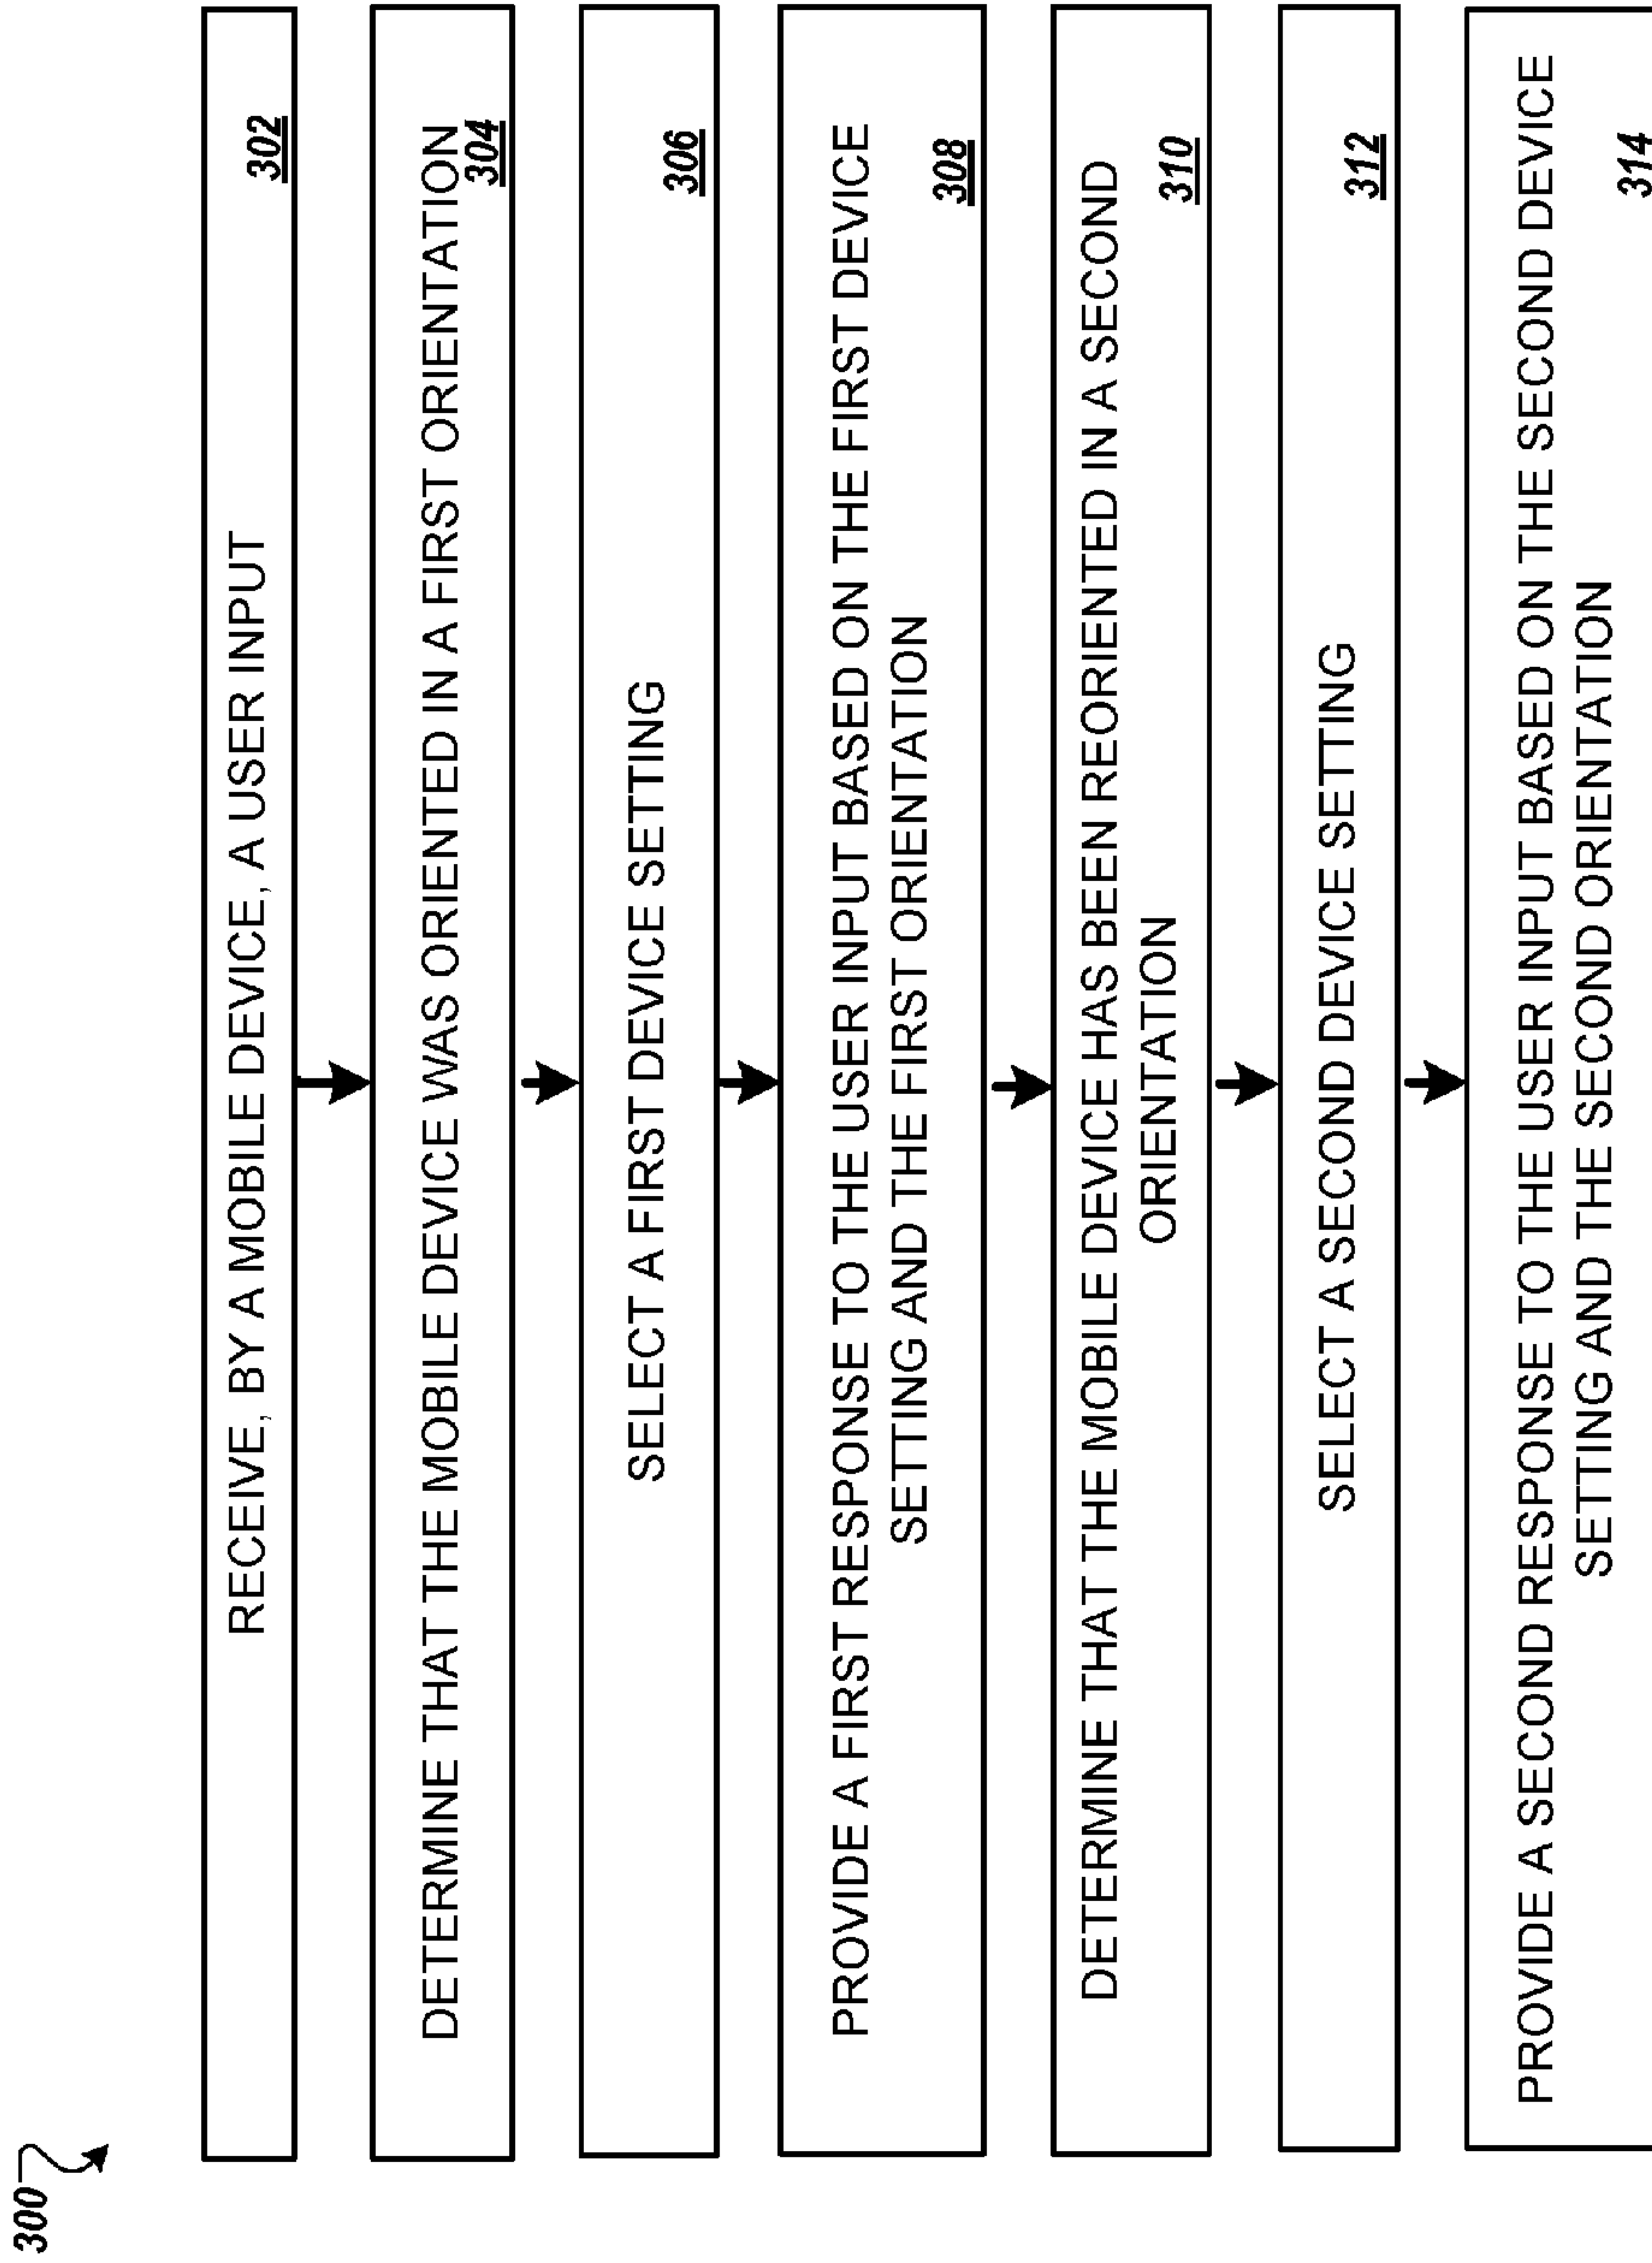 300
RECEIVE, BY A MOBILE DEVICE, A USER INPUT
302
DETERMINE THAT THE MOBILE DEVICE WAS ORIENTED IN A FIRST ORIENTATION
304
SELECT A FIRST DEVICE SETTING
306
PROVIDE A FIRST RESPONSE TO THE USER INPUT BASED ON THE FIRST DEVICE
SETTING AND THE FIRST ORIENTATION
308
DETERMINE THAT THE MOBILE DEVICE HAS BEEN REORIENTED IN A SECOND
ORIENTATION
310
SELECT A SECOND DEVICE SETTING
312
PROVIDE A SECOND RESPONSE TO THE USER INPUT BASED ON THE SECOND DEVICE
SETTING AND THE SECOND ORIENTATION
314